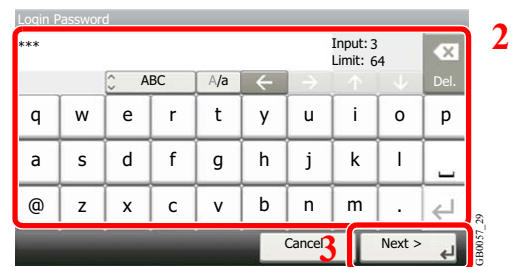 Login Password
***
Input: 3
Limit: 64
Del.
ABC
A/a
q w e r t y u i o p
a s d f g h j k l
@ z x c v b n m .
Cancel
Next >
2
3
GB0057_29